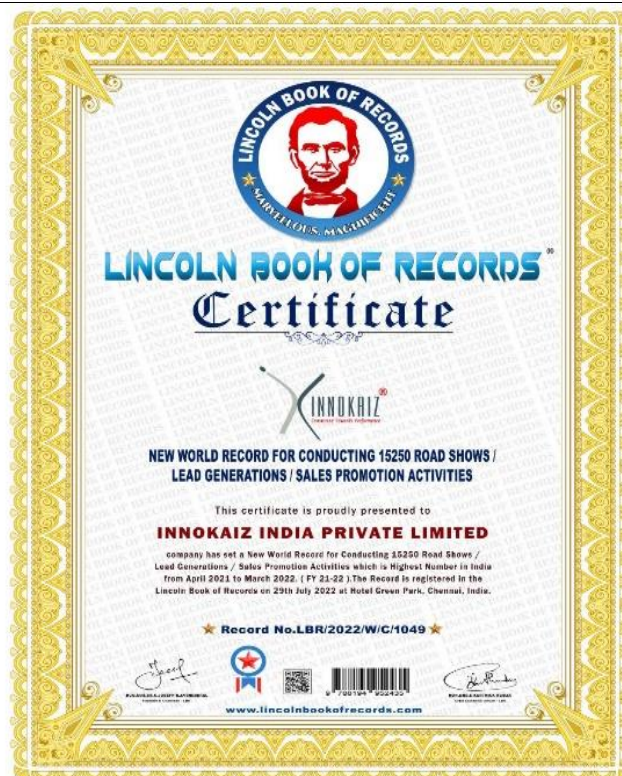 LINCOLN BOOK OF RECORDS
MARVELLOUS, MAGNIFICENT
LINCOLN BOOK OF RECORDS®
Certificate
INNOKAIZ®
NEW WORLD RECORD FOR CONDUCTING 15250 ROAD SHOWS /
LEAD GENERATIONS / SALES PROMOTION ACTIVITIES
This certificate is proudly presented to
INNOKAIZ INDIA PRIVATE LIMITED
company has set a New World Record for Conducting 15250 Road Shows /
Lead Generations / Sales Promotion Activities which is Highest Number in India
from April 2021 to March 2022. ( FY 21-22 ).The Record is registered in the
Lincoln Book of Records on 29th July 2022 at Hotel Green Park, Chennai, India.
Record No.LBR/2022/W/C/1049
9 788194 952435
www.lincolnbookofrecords.com